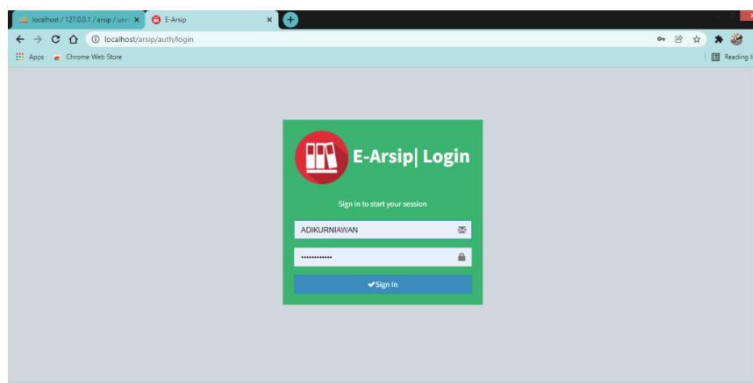 localhost / 127.0.0.1 / arsip / use
E-Arsip
localhost/arsip/auth/login
Apps
Chrome Web Store
Reading
E-Arsip| Login
Sign in to start your session
ADIKURNIAWAN
Sign In